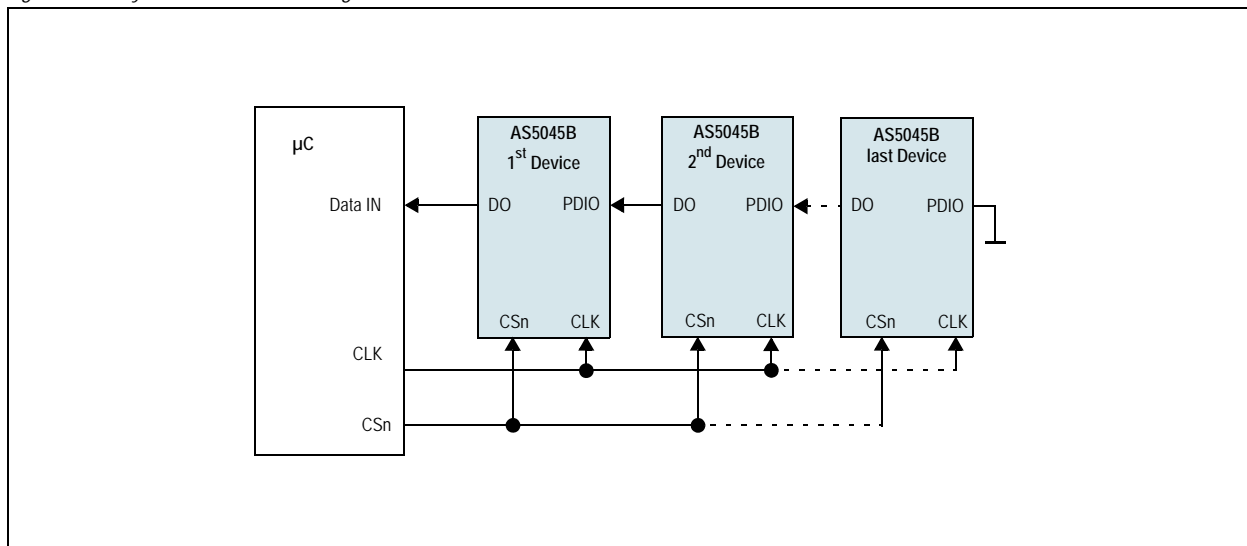 µC
AS5045B
1st Device
AS5045B
2nd Device
AS5045B
last Device
Data IN
DO
PDIO
DO
PDIO
DO
PDIO
CSn
CLK
CSn
CLK
CSn
CLK
CLK
CSn